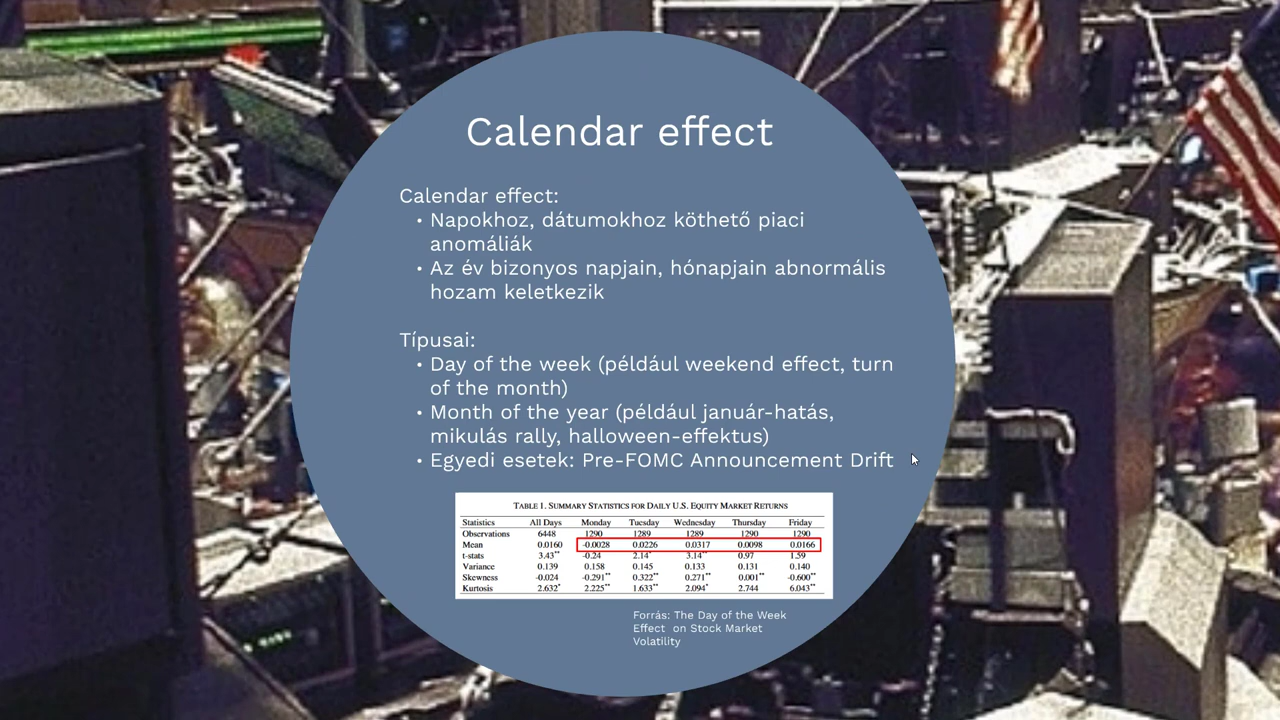 Calendar effect
Calendar effect:
• Napokhoz, dátumokhoz köthető piaci
anomáliák
• Az év bizonyos napjain, hónapjain abnormális
hozam keletkezik
Típusai:
• Day of the week (például weekend effect, turn
of the month)
• Month of the year (például január-hatás,
mikulás rally, halloween-effektus)
• Egyedi esetek: Pre-FOMC Announcement Drift
TABLE 1. SUMMARY STATISTICS FOR DAILY U.S. EQUITY MARKET RETURNS
Statistics All Days Monday Tuesday Wednesday Thursday Friday
Observations 6448 1290 1289 1289 1290 1290
Mean 0.0160 -0.0028 0.0226 0.0317 0.0098 0.0166
t-stats 3.43** -0.24 2.14* 3.14** 0.97 1.59
Variance 0.139 0.158 0.145 0.133 0.131 0.140
Skewness -0.024 -0.291** 0.322** 0.271** 0.001** -0.600**
Kurtosis 2.632* 2.225** 1.633** 2.094* 2.744 6.043**
Forrás: The Day of the Week
Effect on Stock Market
Volatility